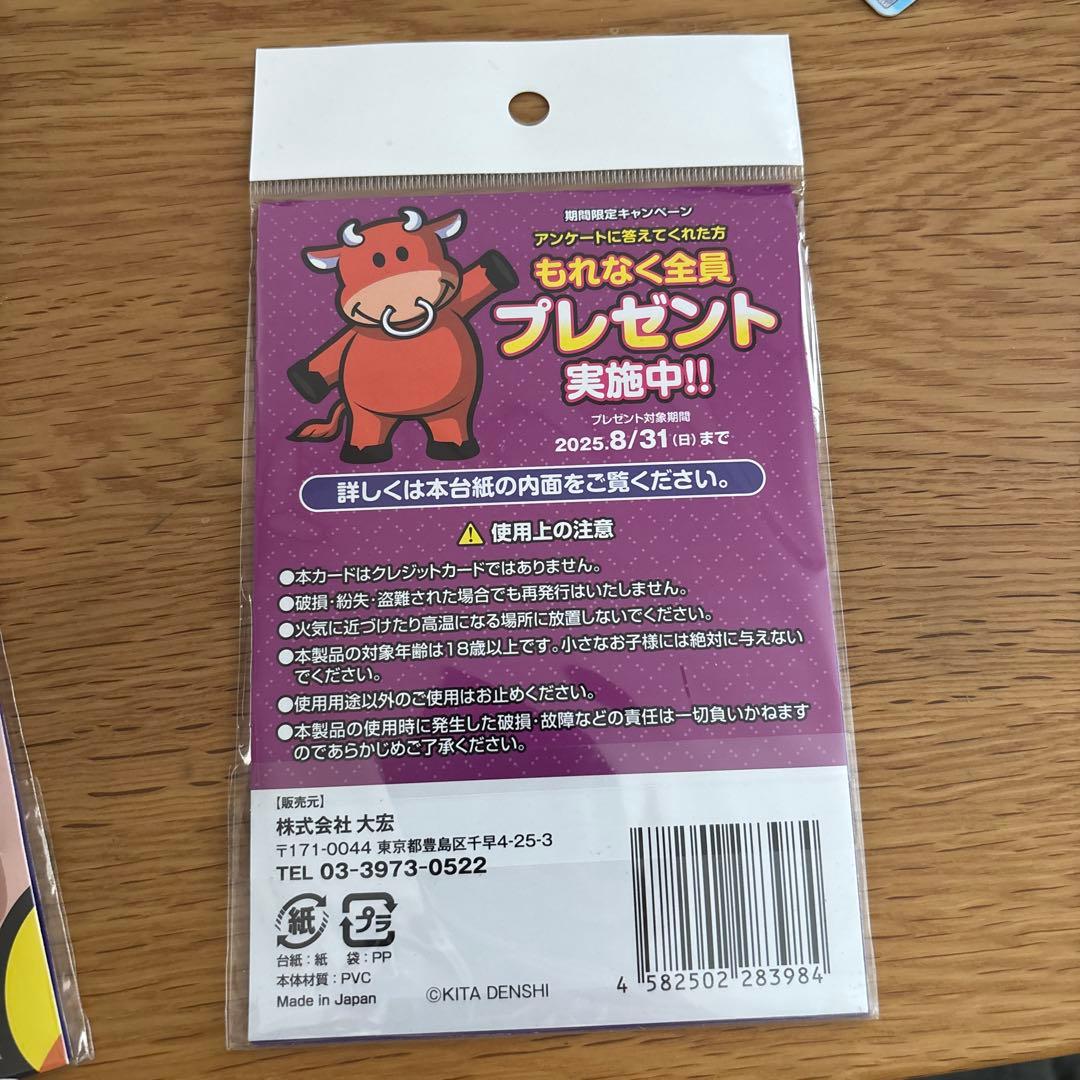 期間限定キャンペーン
アンケートに答えてくれた方
もれなく全員
プレゼント
実施中!!
プレゼント対象期間
2025.8/31(日)まで
詳しくは本台紙の内面をご覧ください。
使用上の注意
●本カードはクレジットカードではありません。
●破損・紛失・盗難された場合でも再発行はいたしません。
●火気に近づけたり高温になる場所に放置しないでください。
●本製品の対象年齢は18歳以上です。小さなお子様には絶対に与えない
でください。
●使用用途以外のご使用はお止めください。
●本製品の使用時に発生した破損・故障などの責任は一切負いかねます
のであらかじめご了承ください。
【販売元】
株式会社 大宏
〒171-0044 東京都豊島区千早4-25-3
TEL 03-3973-0522
紙 プラ
台紙:紙 袋:PP
本体材質:PVC
Made in Japan
©KITA DENSHI
4 582502 283984